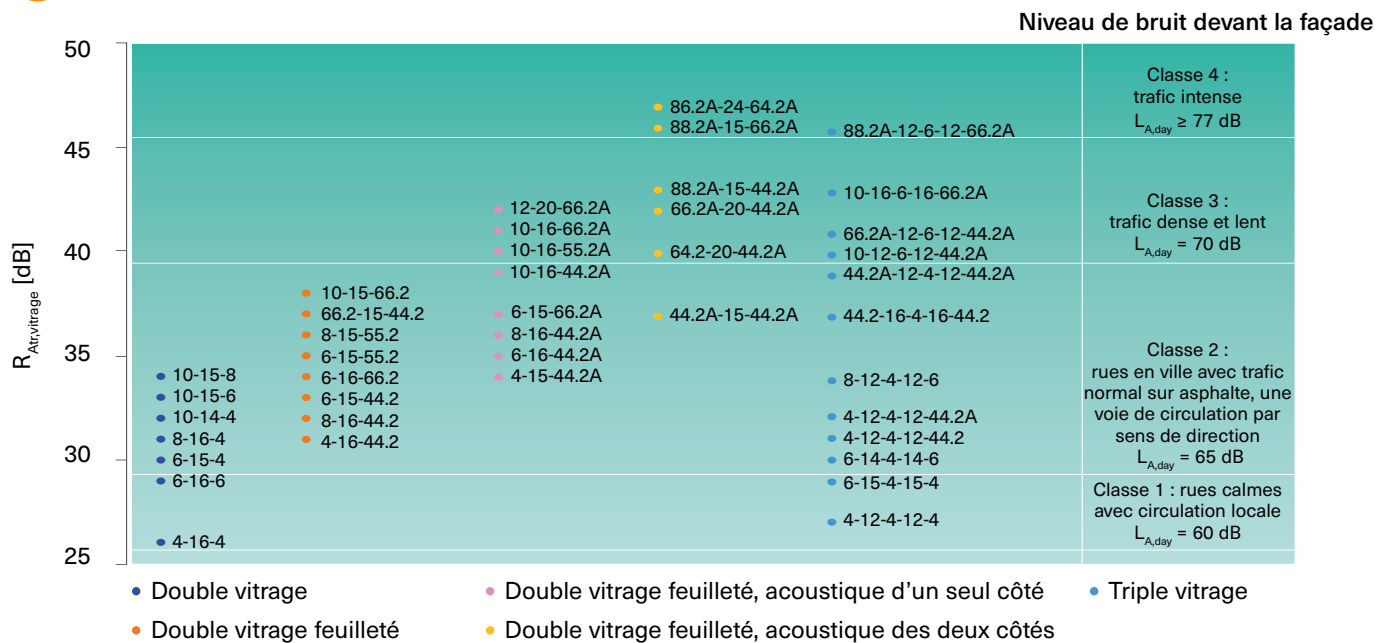 Niveau de bruit devant la façade
R_Atr,vitrage [dB]
50
45
40
35
30
25
10-15-8
10-15-6
10-14-4
8-16-4
6-15-4
6-16-6
4-16-4
10-15-66.2
66.2-15-44.2
8-15-55.2
6-15-55.2
6-16-66.2
6-15-44.2
8-16-44.2
4-16-44.2
12-20-66.2A
10-16-66.2A
10-16-55.2A
10-16-44.2A
6-15-66.2A
8-16-44.2A
6-16-44.2A
4-15-44.2A
86.2A-24-64.2A
88.2A-15-66.2A
88.2A-15-44.2A
66.2A-20-44.2A
64.2-20-44.2A
44.2A-15-44.2A
88.2A-12-6-12-66.2A
10-16-6-16-66.2A
66.2A-12-6-12-44.2A
10-12-6-12-44.2A
44.2A-12-4-12-44.2A
44.2-16-4-16-44.2
8-12-4-12-6
4-12-4-12-44.2A
4-12-4-12-44.2
6-14-4-14-6
6-15-4-15-4
4-12-4-12-4
Classe 4 :
trafic intense
L_A,day ≥ 77 dB
Classe 3 :
trafic dense et lent
L_A,day = 70 dB
Classe 2 :
rues en ville avec trafic
normal sur asphalte, une
voie de circulation par
sens de direction
L_A,day = 65 dB
Classe 1 : rues calmes
avec circulation locale
L_A,day = 60 dB
Double vitrage
Double vitrage feuilleté, acoustique d'un seul côté
Triple vitrage
Double vitrage feuilleté
Double vitrage feuilleté, acoustique des deux côtés